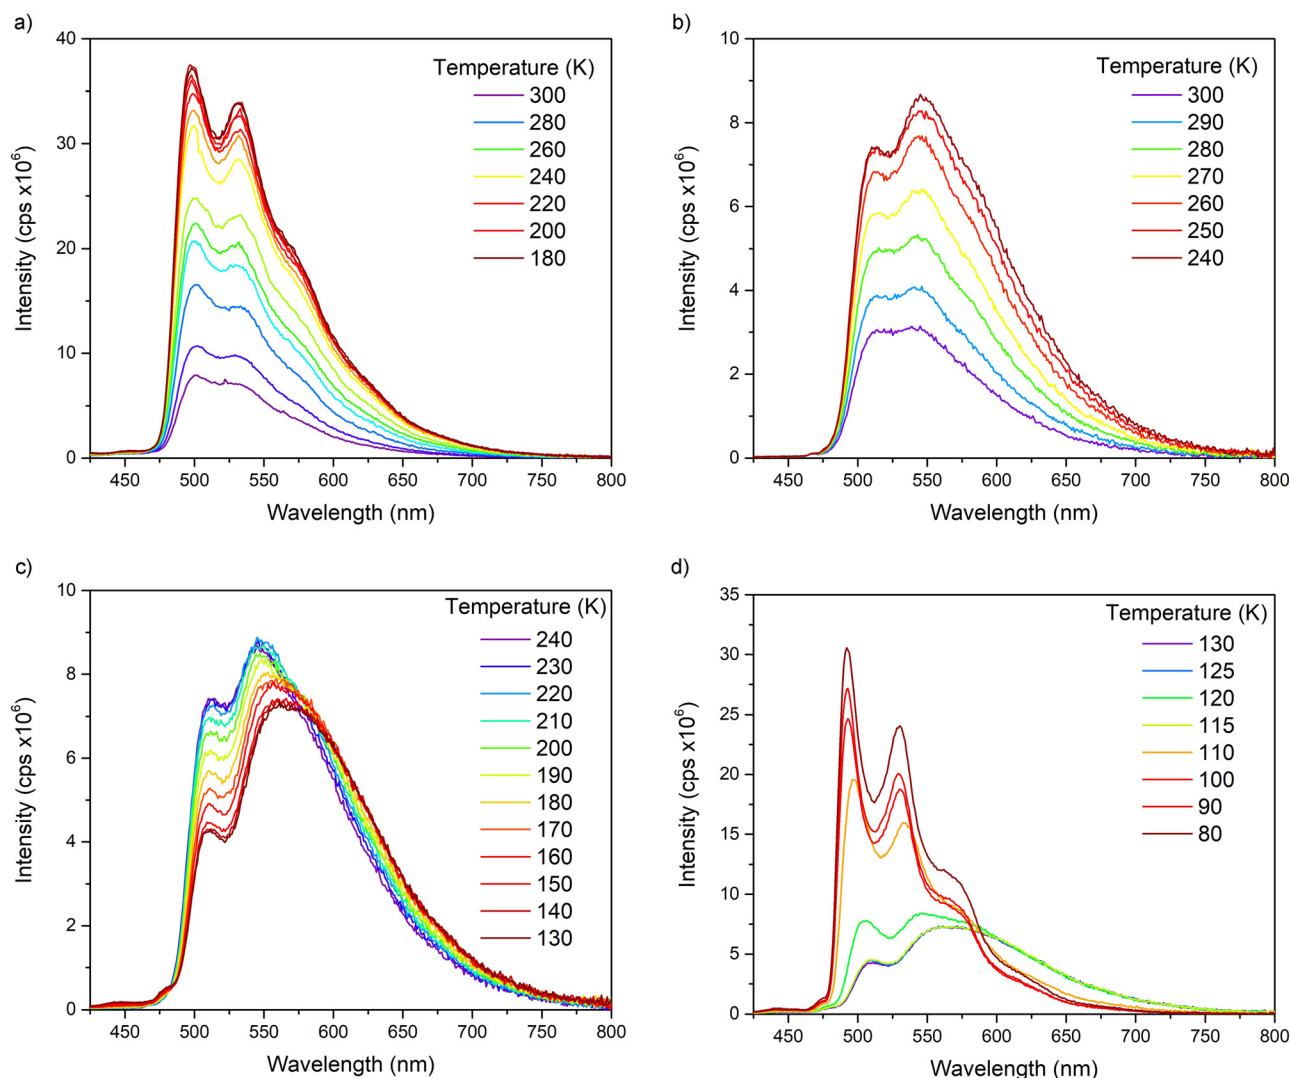 a)
Temperature (K)
300
280
260
240
220
200
180
Intensity (cps x10⁶)
40
30
20
10
0
450 500 550 600 650 700 750 800
Wavelength (nm)
b)
Temperature (K)
300
290
280
270
260
250
240
Intensity (cps x10⁶)
10
8
6
4
2
0
450 500 550 600 650 700 750 800
Wavelength (nm)
c)
Temperature (K)
240
230
220
210
200
190
180
170
160
150
140
130
Intensity (cps x10⁶)
10
8
6
4
2
0
450 500 550 600 650 700 750 800
Wavelength (nm)
d)
Temperature (K)
130
125
120
115
110
100
90
80
Intensity (cps x10⁶)
35
30
25
20
15
10
5
0
450 500 550 600 650 700 750 800
Wavelength (nm)